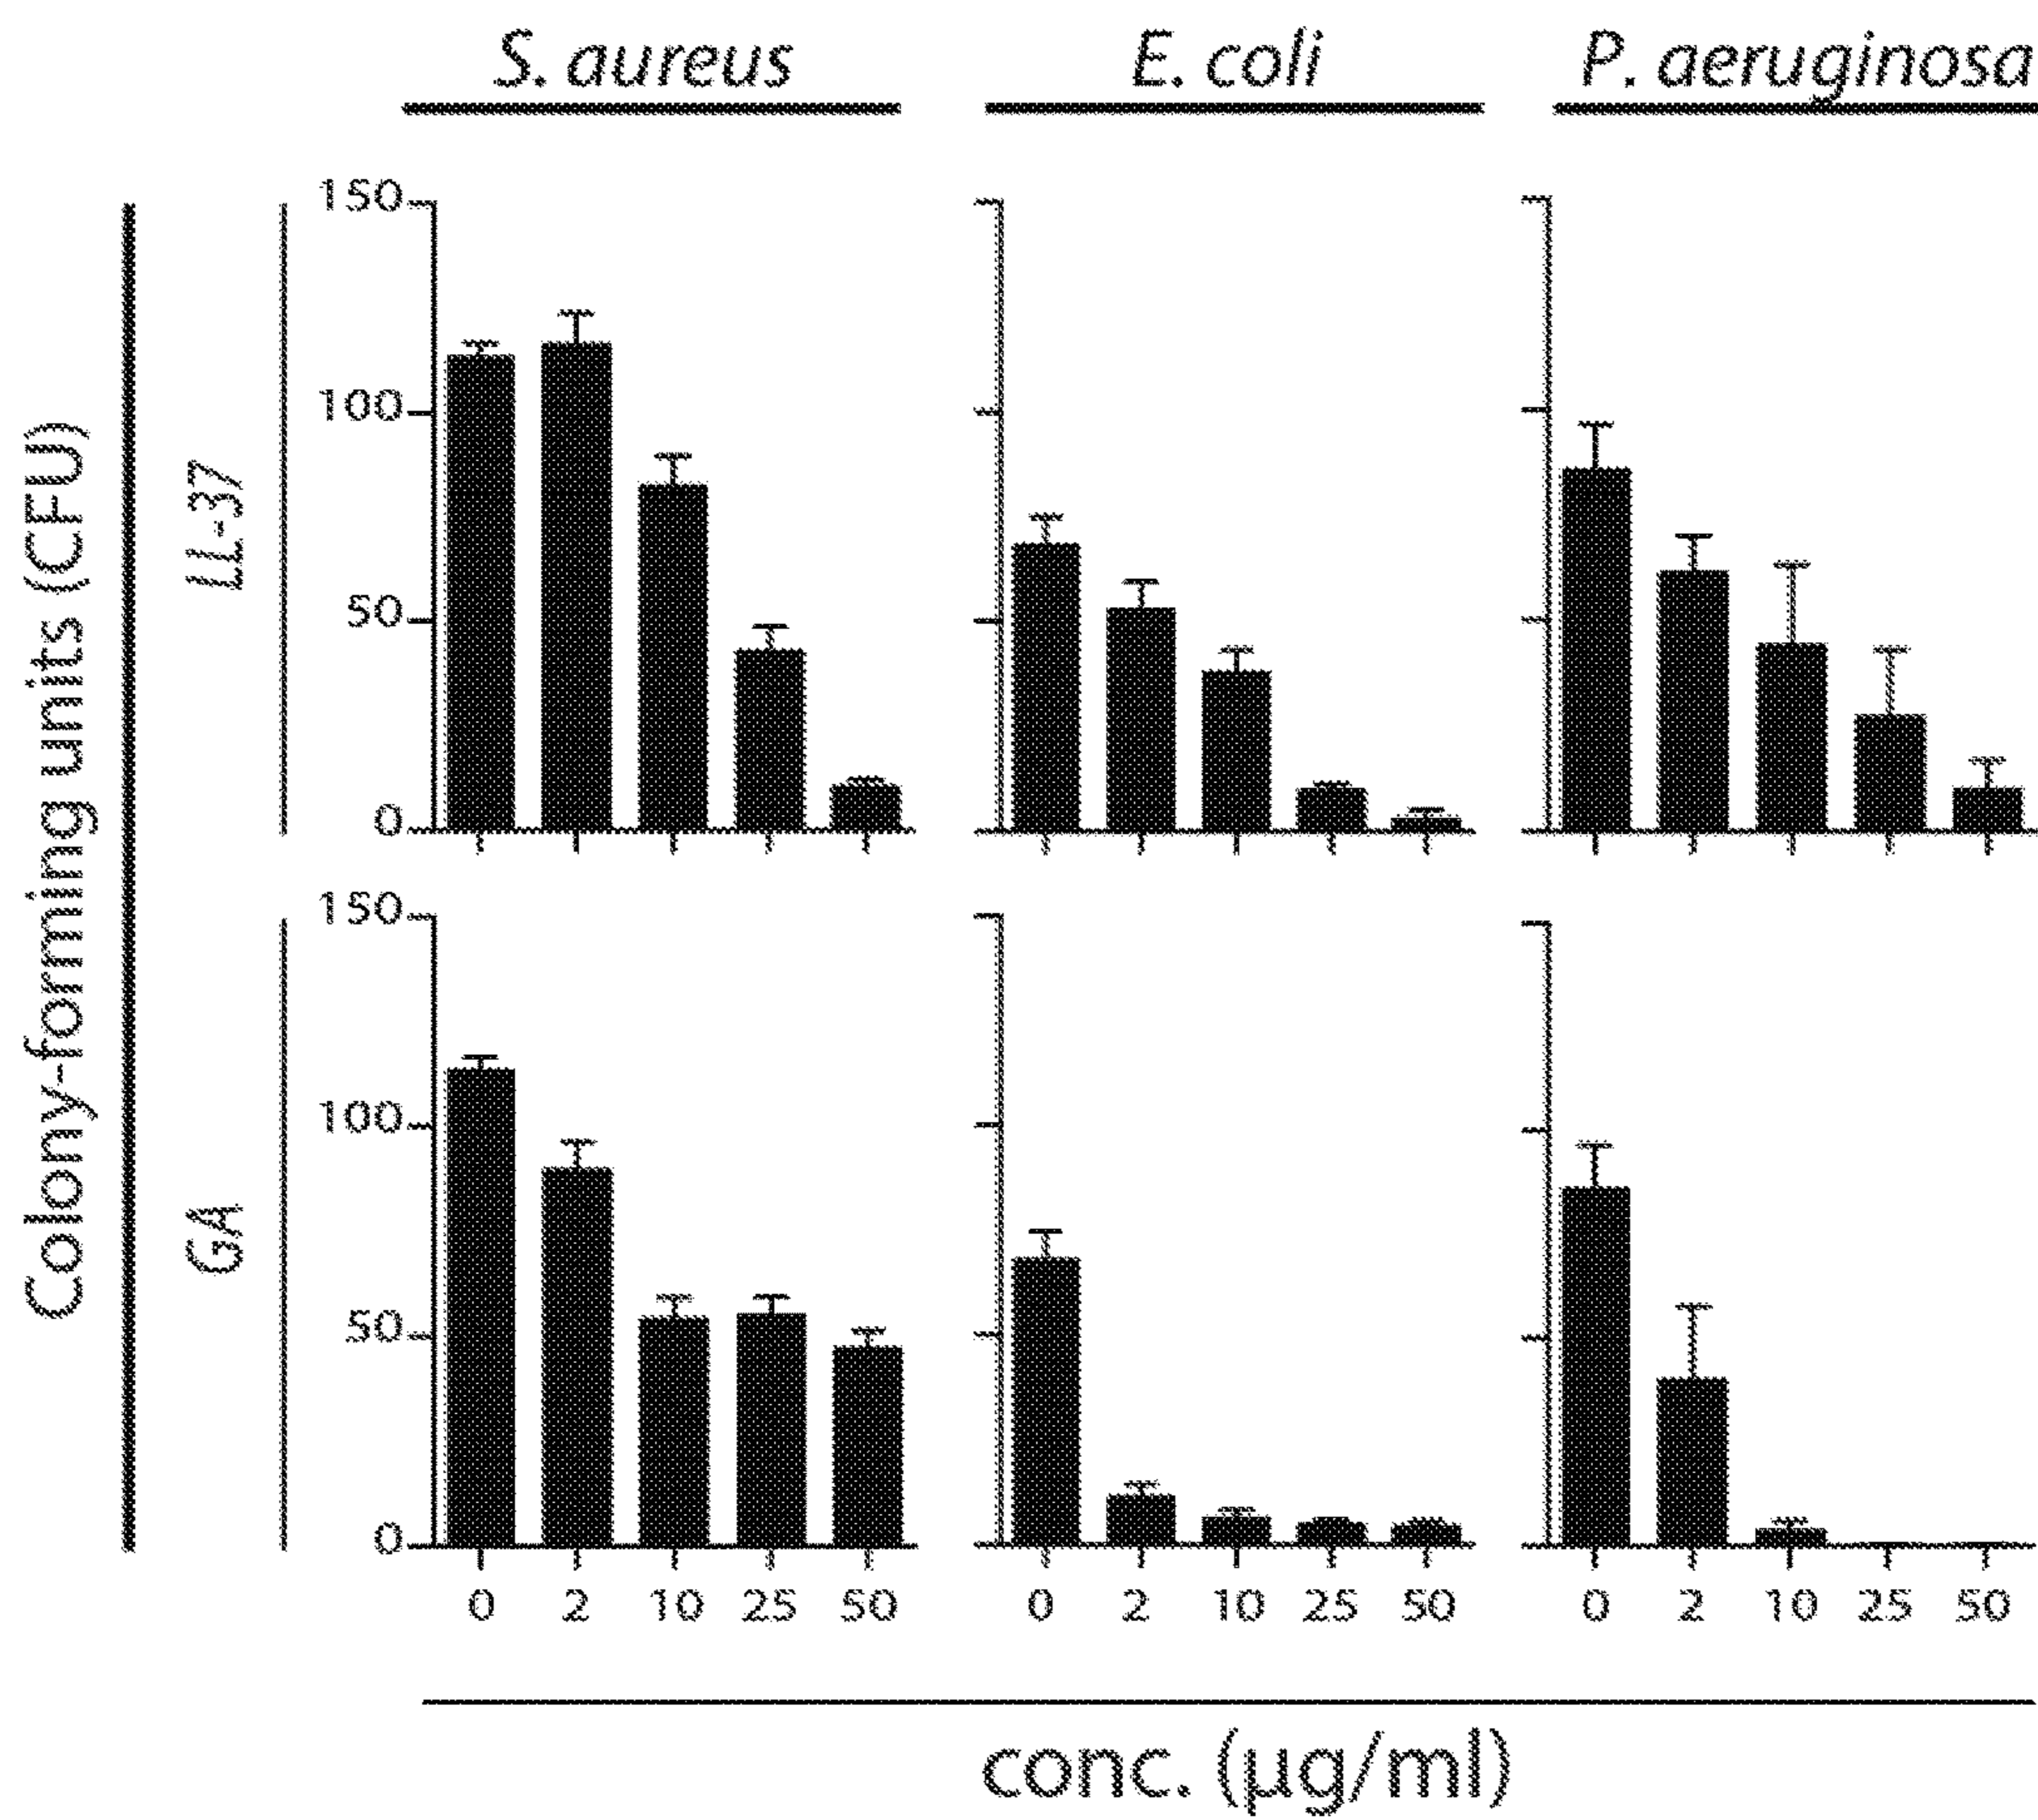 S. aureus E. coli P. aeruginosa
Colony-forming units (CFU)
LL-37
150
100
50
0
GA
150
100
50
0
0 2 10 25 50 0 2 10 25 50 0 2 10 25 50
conc. (µg/ml)